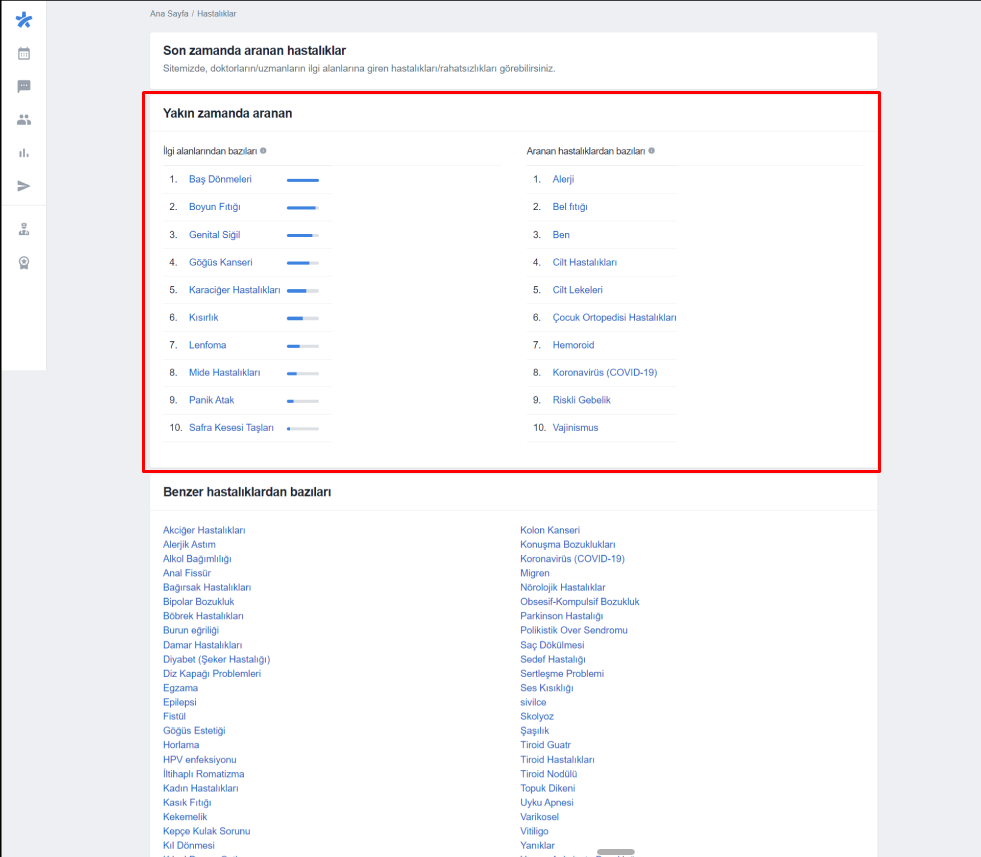 Ana Sayfa / Hastalıklar
Son zamanda aranan hastalıklar
Sitemizde, doktorların/uzmanların ilgi alanlarına giren hastalıkları/rahatsızlıkları görebilirsiniz.
Yakın zamanda aranan
İlgi alanlarından bazıları
1. Baş Dönmeleri
2. Boyun Fıtığı
3. Genital Siğil
4. Göğüs Kanseri
5. Karaciğer Hastalıkları
6. Kısırlık
7. Lenfoma
8. Mide Hastalıkları
9. Panik Atak
10. Safra Kesesi Taşları
Aranan hastalıklardan bazıları
1. Alerji
2. Bel fıtığı
3. Ben
4. Cilt Hastalıkları
5. Cilt Lekeleri
6. Çocuk Ortopedisi Hastalıkları
7. Hemoroid
8. Koronavirüs (COVID-19)
9. Riskli Gebelik
10. Vajinismus
Benzer hastalıklardan bazıları
Akciğer Hastalıkları
Alerjik Astım
Alkol Bağımlılığı
Anal Fissür
Bağırsak Hastalıkları
Bipolar Bozukluk
Böbrek Hastalıkları
Burun eğriliği
Damar Hastalıkları
Diyabet (Şeker Hastalığı)
Diz Kapağı Problemleri
Egzama
Epilepsi
Fistül
Göğüs Estetiği
Horlama
HPV enfeksiyonu
İltihaplı Romatizma
Kadın Hastalıkları
Kasık Fıtığı
Kekemelik
Kepçe Kulak Sorunu
Kıl Dönmesi
Kolon Kanseri
Konuşma Bozuklukları
Koronavirüs (COVID-19)
Migren
Nörolojik Hastalıklar
Obsesif-Kompulsif Bozukluk
Parkinson Hastalığı
Polikistik Over Sendromu
Saç Dökülmesi
Sedef Hastalığı
Sertleşme Problemi
Ses Kısıklığı
sivilce
Skolyoz
Şaşılık
Tiroid Guatr
Tiroid Hastalıkları
Tiroid Nodülü
Topuk Dikeni
Uyku Apnesi
Varikosel
Vitiligo
Yanıklar